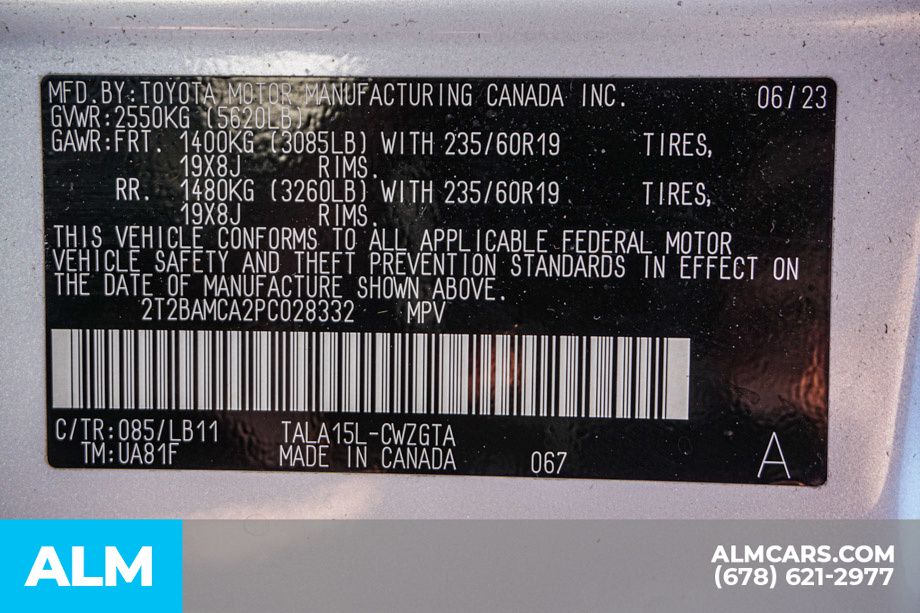 MFD.BY:TOYOTA MOTOR MANUFACTURING CANADA INC. 06/23
GVWR:2550KG (5620LB)
GAWR:FRT. 1400KG (3085LB) WITH 235/60R19 TIRES,
19X8J RIMS.
RR. 1480KG (3260LB) WITH 235/60R19 TIRES,
19X8J RIMS.
THIS VEHICLE CONFORMS TO ALL APPLICABLE FEDERAL MOTOR
VEHICLE SAFETY AND THEFT PREVENTION STANDARDS IN EFFECT ON
THE DATE OF MANUFACTURE SHOWN ABOVE.
2T2BAMCA2PC028332 MPV
C/TR:085/LB11 TALA15L-CWZGTA
TM:UA81F MADE IN CANADA 067 A
ALM
ALMCARS.COM
(678) 621-2977